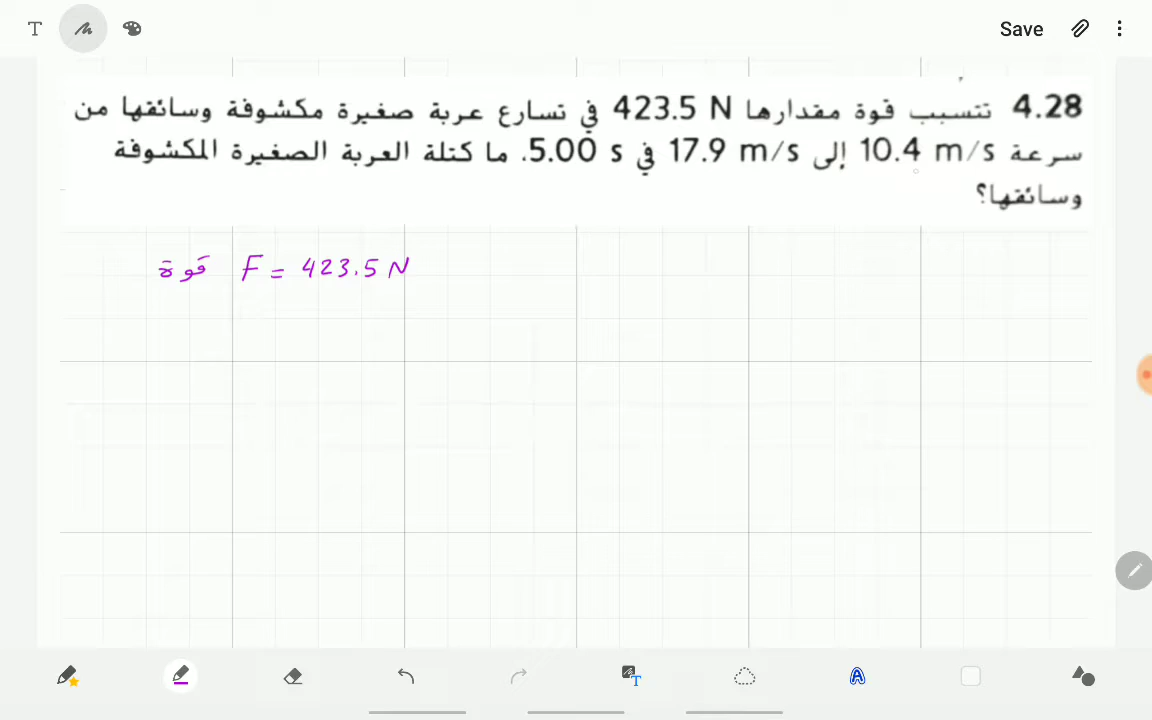 T
Save
4.28 تتسبب قوة مقدارها 423.5 N في تسارع عربة صغيرة مكشوفة وسائقها من
سرعة 10.4 m/s إلى 17.9 m/s في 5.00 s. ما كتلة العربة الصغيرة المكشوفة
وسائقها؟
قوة F = 423.5 N
T
A